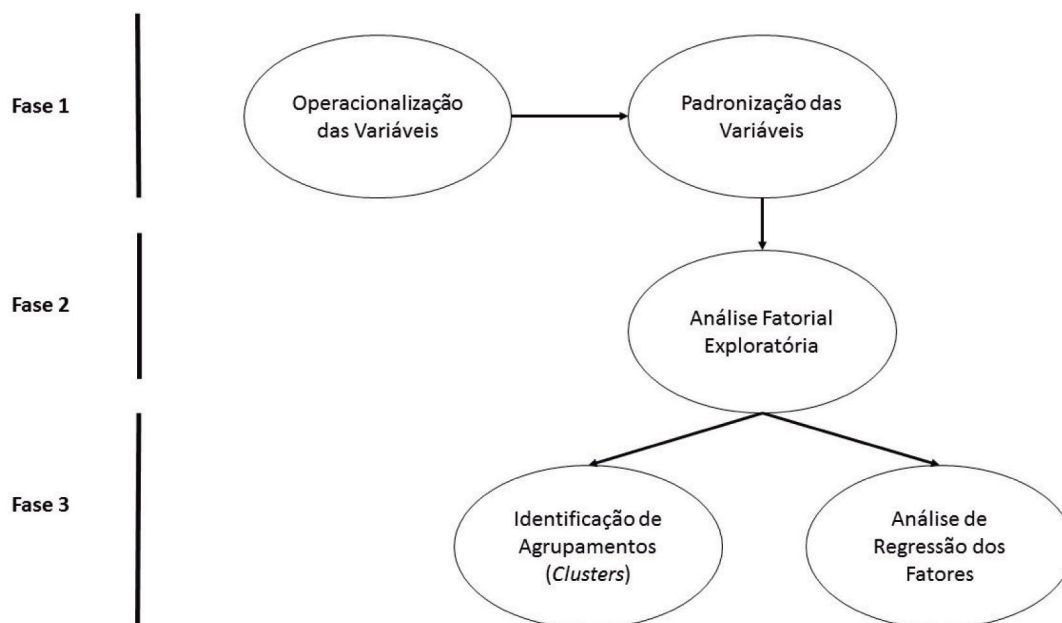 Fase 1
Operacionalização
das Variáveis
Padronização das
Variáveis
Fase 2
Análise Fatorial
Exploratória
Fase 3
Identificação de
Agrupamentos
(Clusters)
Análise de
Regressão dos
Fatores